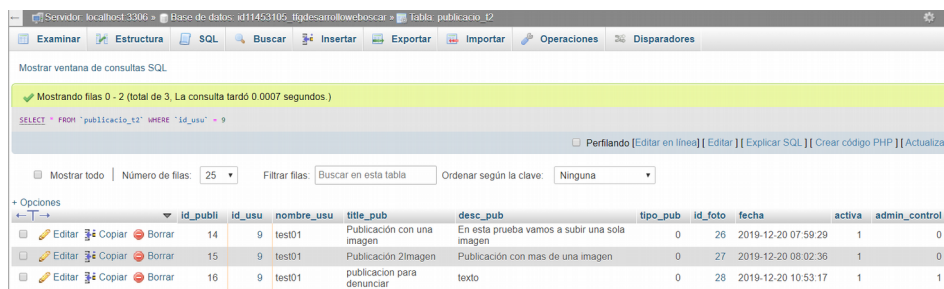 Servidor: localhost:3306 » Base de datos: id11453105_tfgdesarrolloweboscar » Tabla: publicacio_t2
Examinar Estructura SQL Buscar Insertar Exportar Importar Operaciones Disparadores
Mostrar ventana de consultas SQL
Mostrando filas 0 - 2 (total de 3, La consulta tardó 0.0007 segundos.)
SELECT * FROM `publicacio_t2` WHERE `id_usu` = 9
Perfilando [Editar en línea] [ Editar ] [ Explicar SQL ] [ Crear código PHP ] [ Actualiza
Mostrar todo Número de filas: 25 Filtrar filas: Buscar en esta tabla Ordenar según la clave: Ninguna
+ Opciones
←T→ id_publi id_usu nombre_usu title_pub desc_pub tipo_pub id_foto fecha activa admin_control
Editar Copiar Borrar 14 9 test01 Publicación con una imagen En esta prueba vamos a subir una sola imagen 0 26 2019-12-20 07:59:29 1 0
Editar Copiar Borrar 15 9 test01 Publicación 2Imagen Publicación con mas de una imagen 0 27 2019-12-20 08:02:36 1 0
Editar Copiar Borrar 16 9 test01 publicacion para denunciar texto 0 28 2019-12-20 10:53:17 1 1